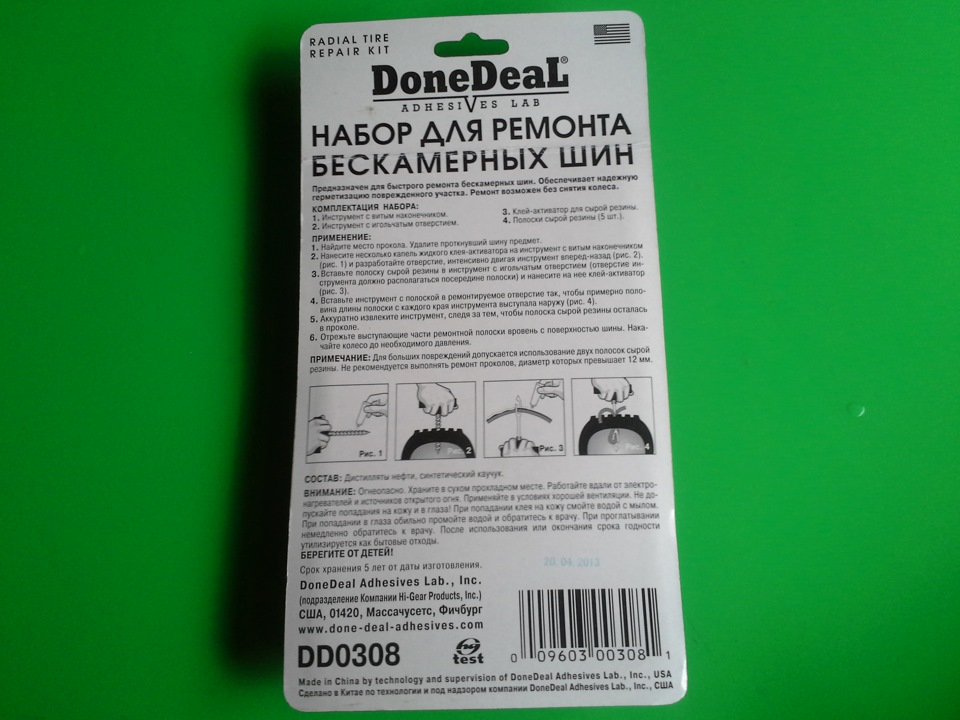 RADIAL TIRE
REPAIR KIT
DoneDeaL®
ADHESIVES LAB
НАБОР ДЛЯ РЕМОНТА
БЕСКАМЕРНЫХ ШИН
Предназначен для быстрого ремонта бескамерных шин. Обеспечивает надежную
герметизацию поврежденного участка. Ремонт возможен без снятия колеса.
КОМПЛЕКТАЦИЯ НАБОРА:
1. Инструмент с витым наконечником.
2. Инструмент с игольчатым отверстием.
3. Клей-активатор для сырой резины.
4. Полоски сырой резины (5 шт.).
ПРИМЕНЕНИЕ:
1. Найдите место прокола. Удалите проткнувший шину предмет.
2. Нанесите несколько капель жидкого клея-активатора на инструмент с витым наконечником
(рис. 1) и разработайте отверстие, интенсивно двигая инструмент вперед-назад (рис. 2).
3. Вставьте полоску сырой резины в инструмент с игольчатым отверстием (отверстие ин-
струмента должно располагаться посередине полоски) и нанесите на нее клей-активатор
(рис. 3).
4. Вставьте инструмент с полоской в ремонтируемое отверстие так, чтобы примерно поло-
вина длины полоски с каждого края инструмента выступала наружу (рис. 4).
5. Аккуратно извлеките инструмент, следя за тем, чтобы полоска сырой резины осталась
в проколе.
6. Отрежьте выступающие части ремонтной полоски вровень с поверхностью шины. Нака-
чайте колесо до необходимого давления.
ПРИМЕЧАНИЕ: Для больших повреждений допускается использование двух полосок сырой
резины. Не рекомендуется выполнять ремонт проколов, диаметр которых превышает 12 мм.
Рис. 1
Рис. 2
Рис. 3
Рис. 4
СОСТАВ: Дистилляты нефти, синтетический каучук.
ВНИМАНИЕ: Огнеопасно. Храните в сухом прохладном месте. Работайте вдали от электро-
нагревателей и источников открытого огня. Применяйте в условиях хорошей вентиляции. Не до-
пускайте попадания на кожу и в глаза! При попадании клея на кожу смойте водой с мылом.
При попадании в глаза обильно промойте водой и обратитесь к врачу. При проглатывании
немедленно обратитесь к врачу. После использования или окончания срока годности
утилизируется как бытовые отходы.
БЕРЕГИТЕ ОТ ДЕТЕЙ!
Срок хранения 5 лет от даты изготовления.
20.04.2013
DoneDeal Adhesives Lab., Inc.
(подразделение Компании Hi-Gear Products, Inc.)
США, 01420, Массачусетс, Фичбург
www.done-deal-adhesives.com
DD0308
hg
test
0 09603 00308 1
Made in China by technology and supervision of DoneDeal Adhesives Lab., Inc., USA
Сделано в Китае по технологии и под надзором компании DoneDeal Adhesives Lab., Inc., США